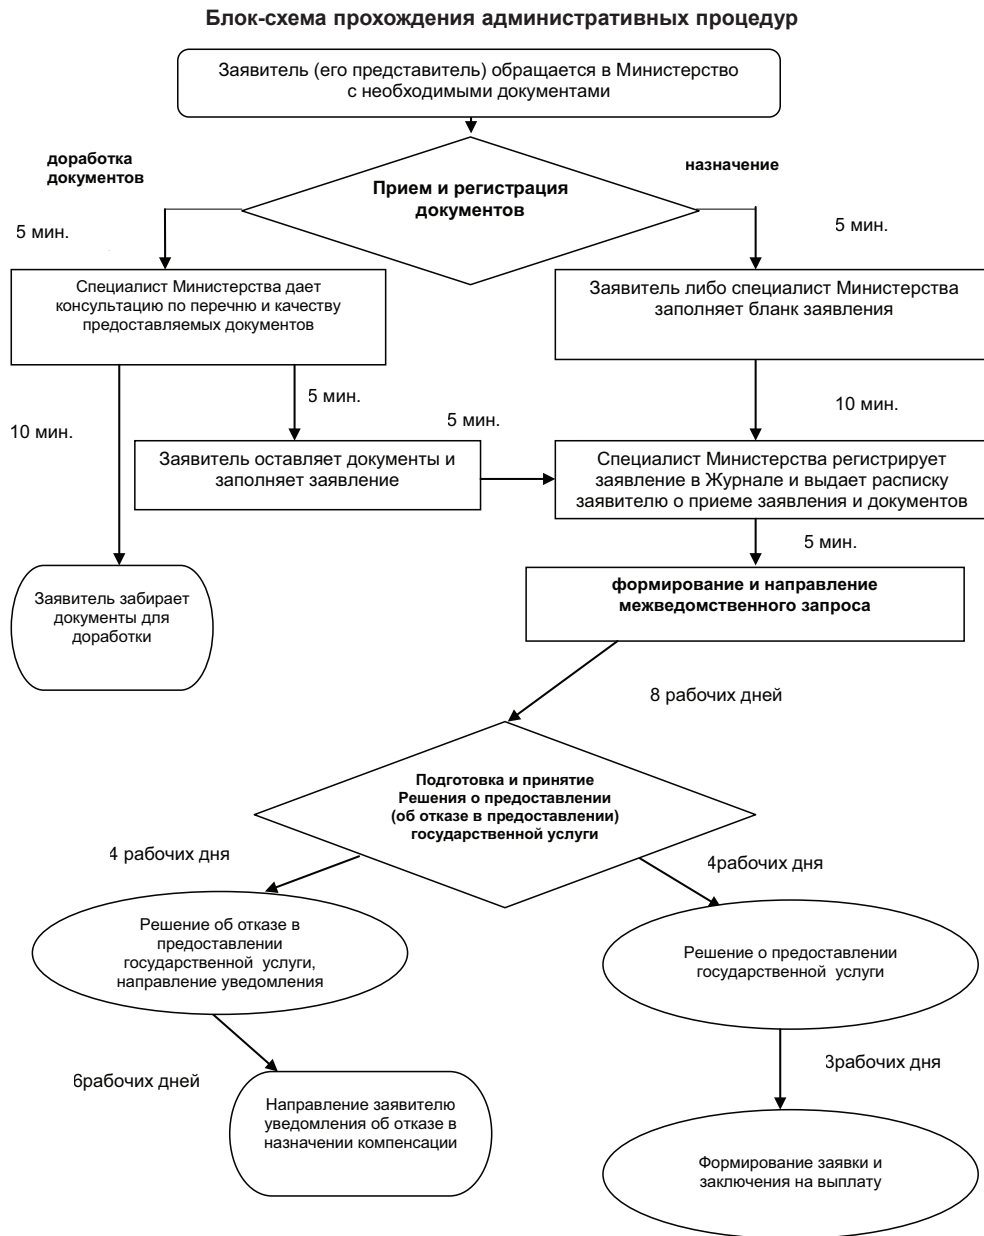 Блок-схема прохождения административных процедур
Заявитель (его представитель) обращается в Министерство
с необходимыми документами
доработка
документов
назначение
Прием и регистрация
документов
5 мин.
5 мин.
Специалист Министерства дает
консультацию по перечню и качеству
предоставляемых документов
Заявитель либо специалист Министерства
заполняет бланк заявления
5 мин.
10 мин.
5 мин.
10 мин.
Заявитель оставляет документы и
заполняет заявление
Специалист Министерства регистрирует
заявление в Журнале и выдает расписку
заявителю о приеме заявления и документов
5 мин.
Заявитель забирает
документы для
доработки
формирование и направление
межведомственного запроса
8 рабочих дней
Подготовка и принятие
Решения о предоставлении
(об отказе в предоставлении)
государственной услуги
4 рабочих дня
4рабочих дня
Решение об отказе в
предоставлении
государственной услуги,
направление уведомления
Решение о предоставлении
государственной услуги
6рабочих дней
3рабочих дня
Направление заявителю
уведомления об отказе в
назначении компенсации
Формирование заявки и
заключения на выплату